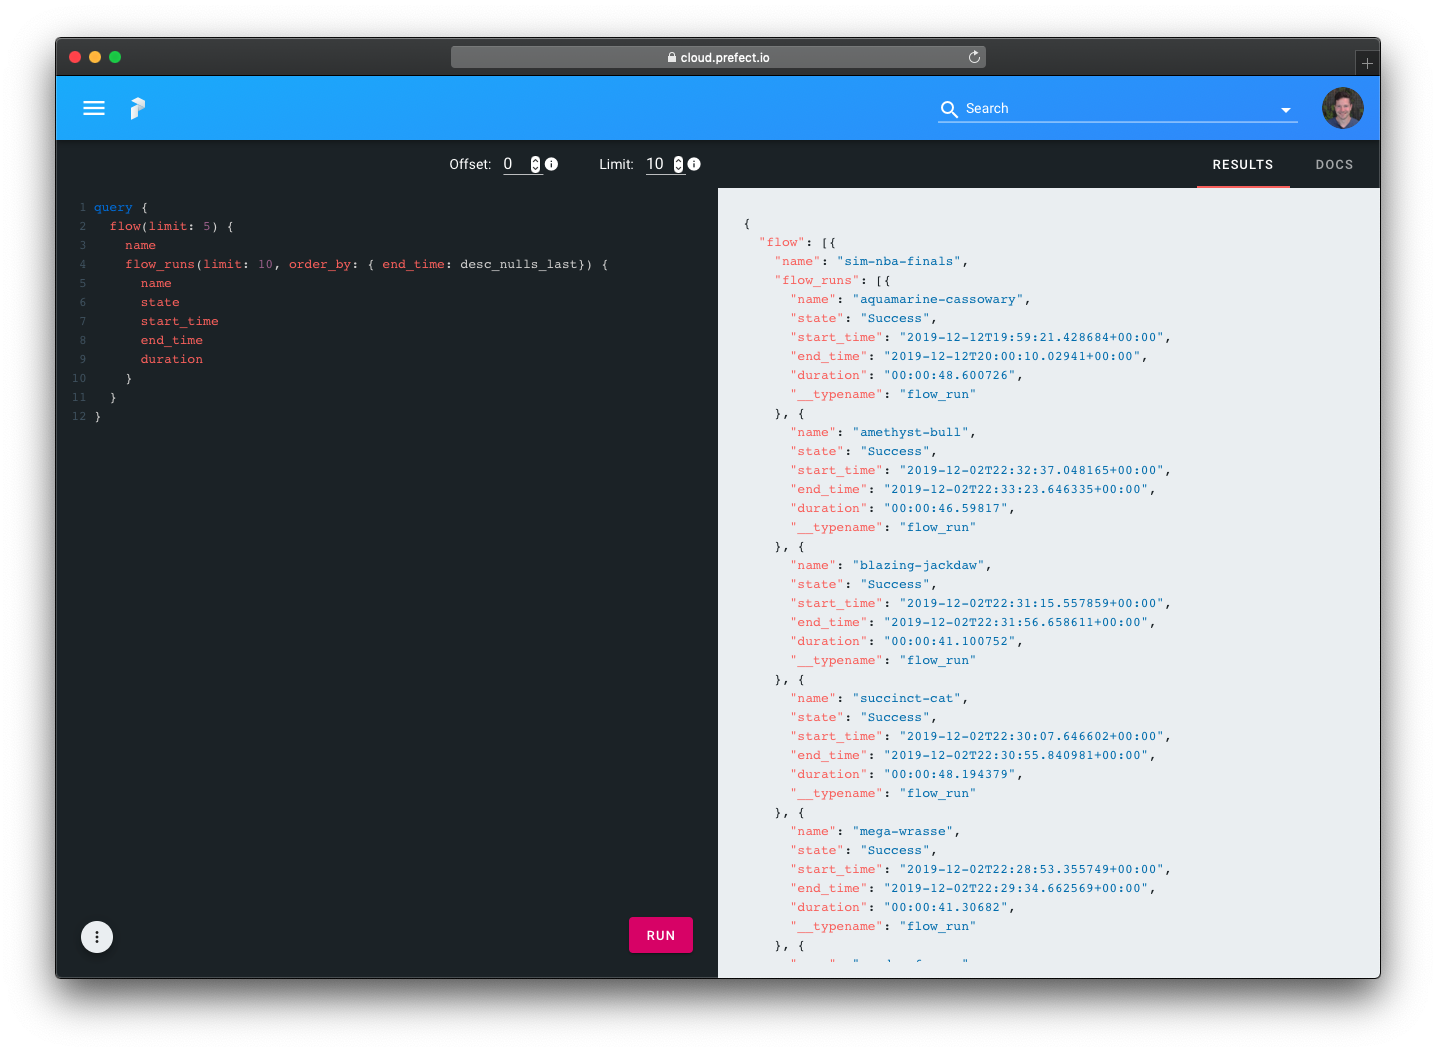 cloud.prefect.io
Search
Offset: 0
Limit: 10
RESULTS
DOCS
1 query {
2 flow(limit: 5) {
3 name
4 flow_runs(limit: 10, order_by: { end_time: desc_nulls_last}) {
5 name
6 state
7 start_time
8 end_time
9 duration
10 }
11 }
12 }
RUN
{
"flow": [{
"name": "sim-nba-finals",
"flow_runs": [{
"name": "aquamarine-cassowary",
"state": "Success",
"start_time": "2019-12-12T19:59:21.428684+00:00",
"end_time": "2019-12-12T20:00:10.02941+00:00",
"duration": "00:00:48.600726",
"__typename": "flow_run"
}, {
"name": "amethyst-bull",
"state": "Success",
"start_time": "2019-12-02T22:32:37.048165+00:00",
"end_time": "2019-12-02T22:33:23.646335+00:00",
"duration": "00:00:46.59817",
"__typename": "flow_run"
}, {
"name": "blazing-jackdaw",
"state": "Success",
"start_time": "2019-12-02T22:31:15.557859+00:00",
"end_time": "2019-12-02T22:31:56.658611+00:00",
"duration": "00:00:41.100752",
"__typename": "flow_run"
}, {
"name": "succinct-cat",
"state": "Success",
"start_time": "2019-12-02T22:30:07.646602+00:00",
"end_time": "2019-12-02T22:30:55.840981+00:00",
"duration": "00:00:48.194379",
"__typename": "flow_run"
}, {
"name": "mega-wrasse",
"state": "Success",
"start_time": "2019-12-02T22:28:53.355749+00:00",
"end_time": "2019-12-02T22:29:34.662569+00:00",
"duration": "00:00:41.30682",
"__typename": "flow_run"
}, {